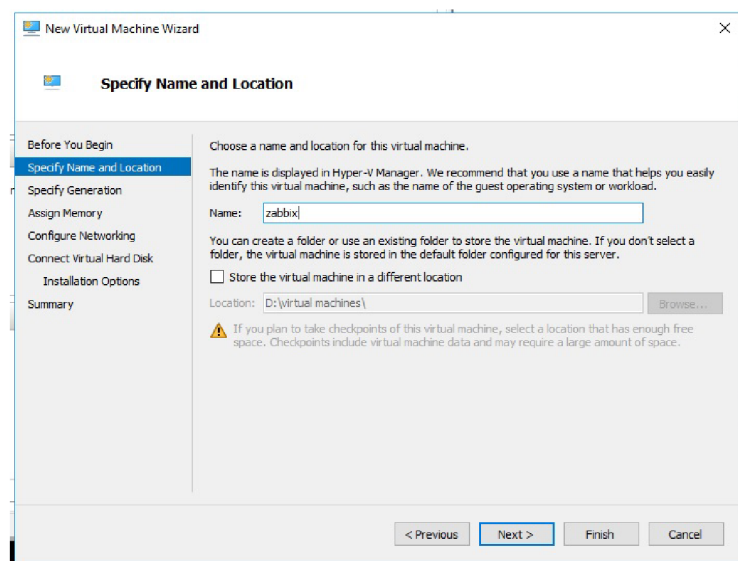 New Virtual Machine Wizard
Specify Name and Location
Before You Begin
Specify Name and Location
Specify Generation
Assign Memory
Configure Networking
Connect Virtual Hard Disk
Installation Options
Summary
Choose a name and location for this virtual machine.
The name is displayed in Hyper-V Manager. We recommend that you use a name that helps you easily
identify this virtual machine, such as the name of the guest operating system or workload.
Name: zabbix
You can create a folder or use an existing folder to store the virtual machine. If you don't select a
folder, the virtual machine is stored in the default folder configured for this server.
Store the virtual machine in a different location
Location: D:\virtual machines\ Browse...
If you plan to take checkpoints of this virtual machine, select a location that has enough free
space. Checkpoints include virtual machine data and may require a large amount of space.
< Previous Next > Finish Cancel